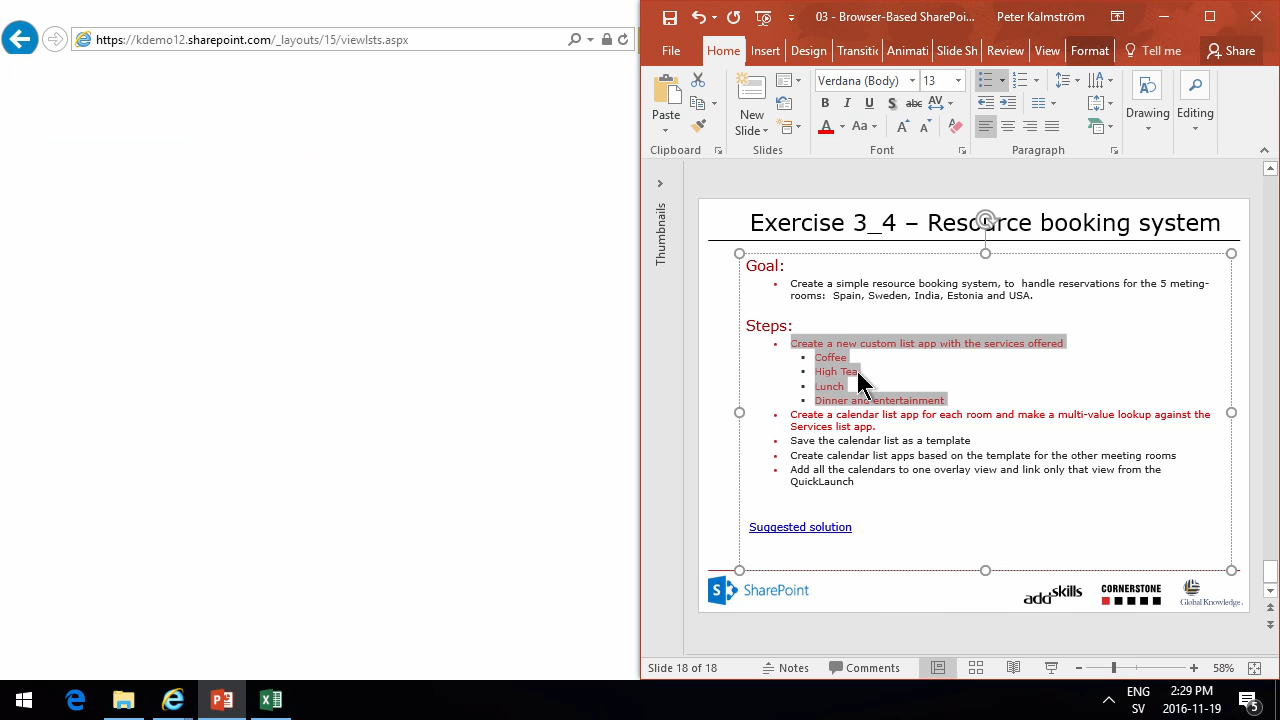 https://kdemo12.sharepoint.com/_layouts/15/viewlsts.aspx
03 - Browser-Based SharePoi...
Peter Kalmström
File
Home
Insert
Design
Transitic
Animati
Slide Sh
Review
View
Format
Tell me
Share
Paste
New
Slide
Verdana (Body)
13
B I U S abc AV
A Aa A A
Drawing
Editing
Clipboard
Slides
Font
Paragraph
Thumbnails
Exercise 3_4 – Resource booking system
Goal:
• Create a simple resource booking system, to handle reservations for the 5 meting-
rooms: Spain, Sweden, India, Estonia and USA.
Steps:
• Create a new custom list app with the services offered
▪ Coffee
▪ High Tea
▪ Lunch
▪ Dinner and entertainment
• Create a calendar list app for each room and make a multi-value lookup against the
Services list app.
• Save the calendar list as a template
• Create calendar list apps based on the template for the other meeting rooms
• Add all the calendars to one overlay view and link only that view from the
QuickLaunch
Suggested solution
SharePoint
addskills
CORNERSTONE
Global Knowledge.
Slide 18 of 18
Notes
Comments
58%
ENG
SV
2:29 PM
2016-11-19
5